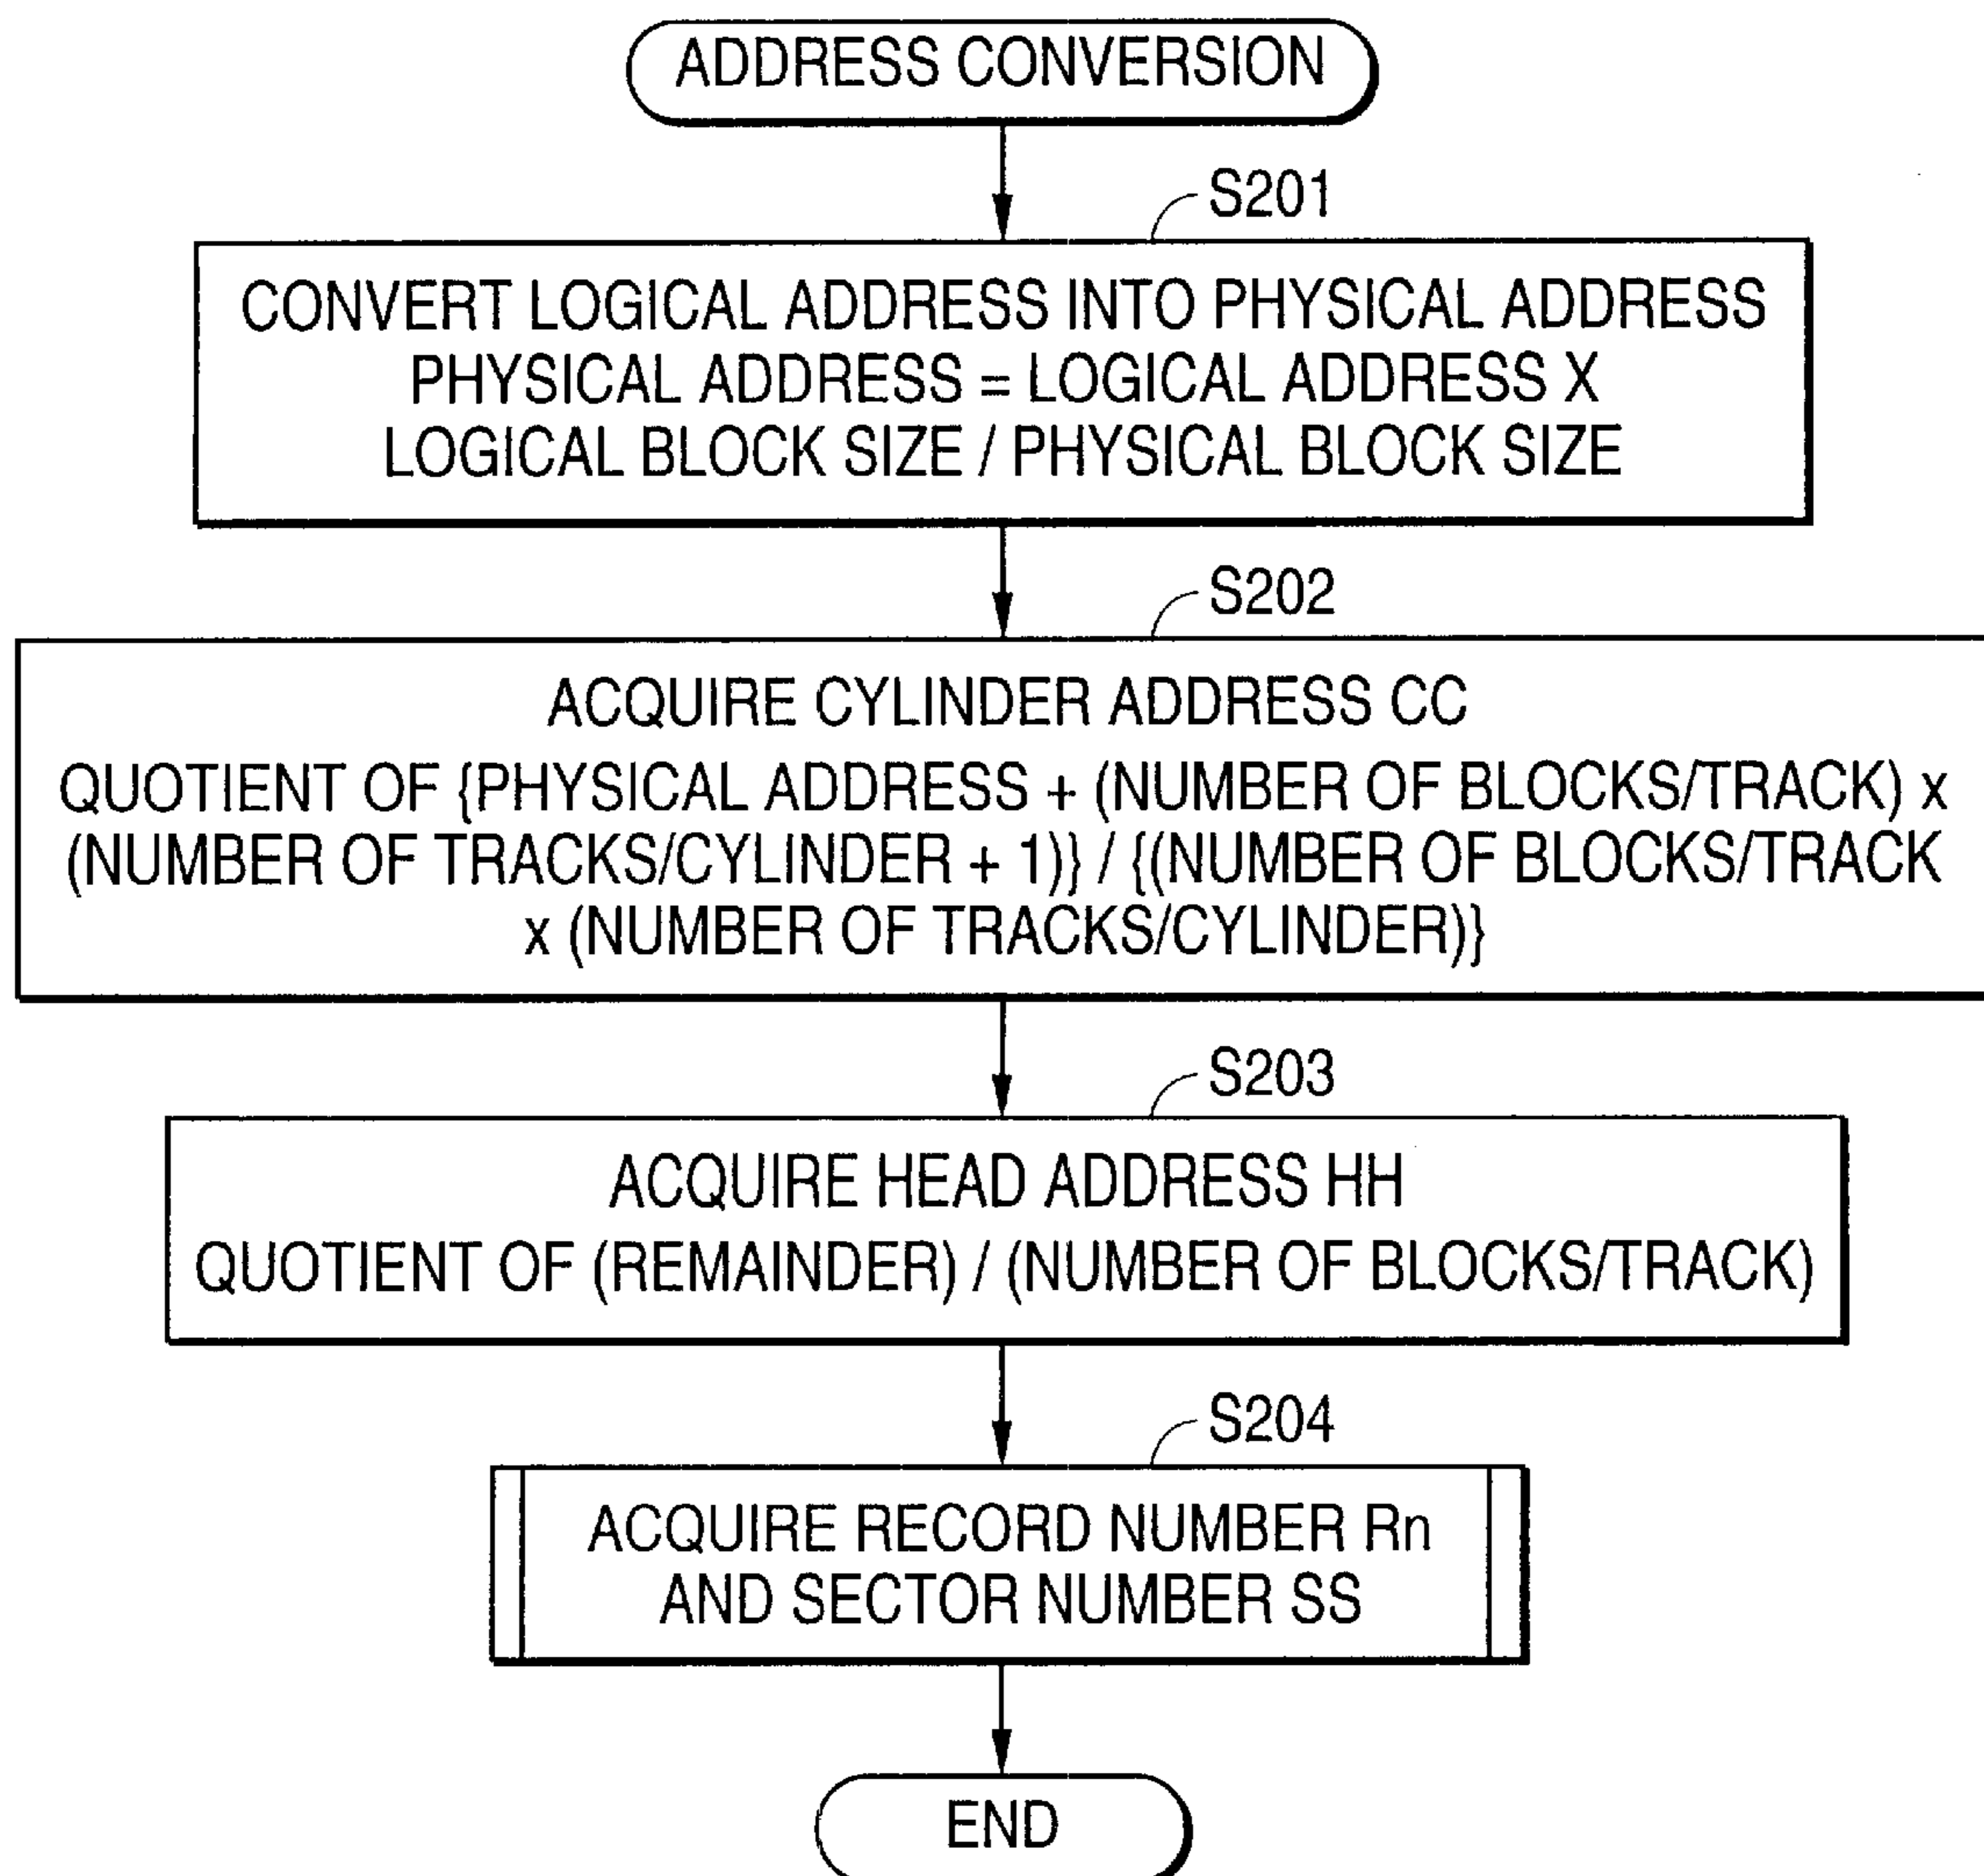 ADDRESS CONVERSION
S201
CONVERT LOGICAL ADDRESS INTO PHYSICAL ADDRESS
PHYSICAL ADDRESS = LOGICAL ADDRESS X
LOGICAL BLOCK SIZE / PHYSICAL BLOCK SIZE
S202
ACQUIRE CYLINDER ADDRESS CC
QUOTIENT OF {PHYSICAL ADDRESS + (NUMBER OF BLOCKS/TRACK) x
(NUMBER OF TRACKS/CYLINDER + 1)} / {(NUMBER OF BLOCKS/TRACK
x (NUMBER OF TRACKS/CYLINDER)}
S203
ACQUIRE HEAD ADDRESS HH
QUOTIENT OF (REMAINDER) / (NUMBER OF BLOCKS/TRACK)
S204
ACQUIRE RECORD NUMBER Rn
AND SECTOR NUMBER SS
END